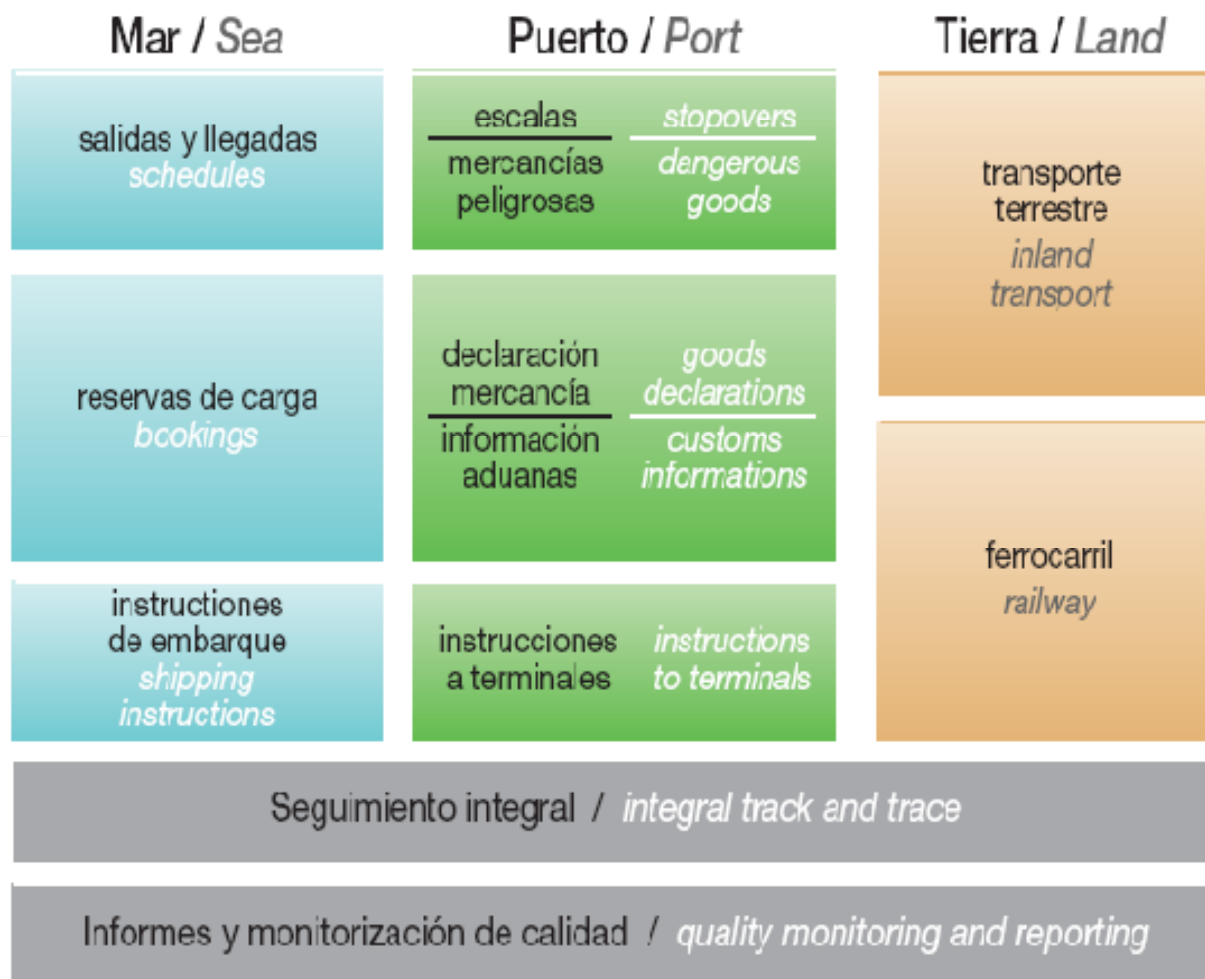 Mar / Sea
Puerto / Port
Tierra / Land
salidas y llegadas
schedules
escalas
mercancías
peligrosas
stopovers
dangerous
goods
transporte
terrestre
inland
transport
reservas de carga
bookings
declaración
mercancía
información
aduanas
goods
declarations
customs
informations
ferrocarril
railway
instructiones
de embarque
shipping
instructions
instrucciones
a terminales
instructions
to terminals
Seguimiento integral / integral track and trace
Informes y monitorización de calidad / quality monitoring and reporting